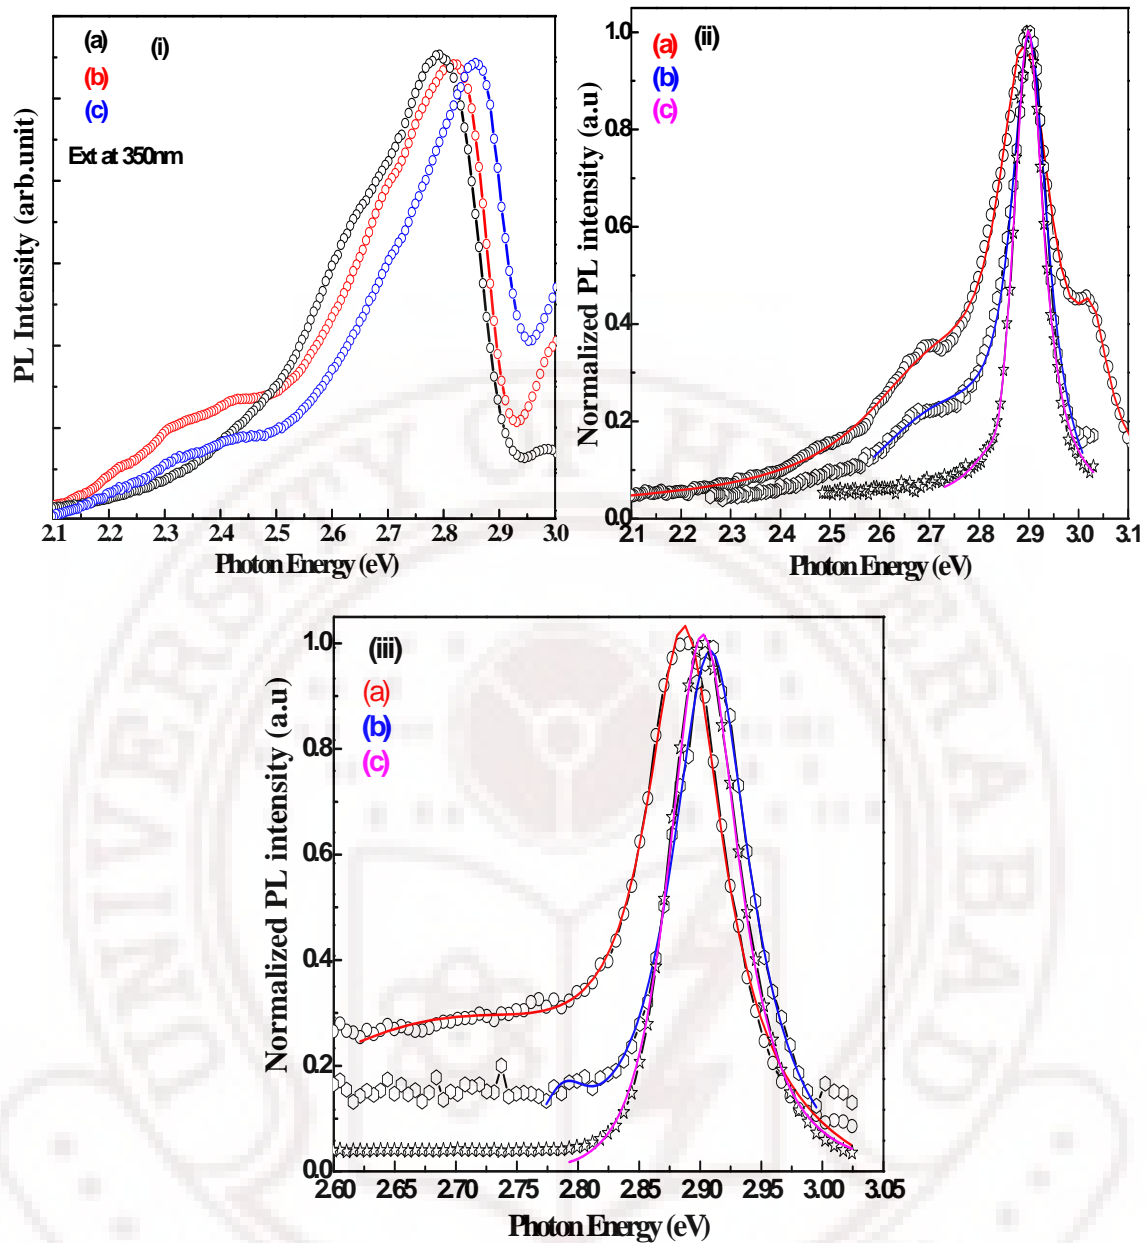 (a)
(i)
(b)
(c)
Ext at 350nm
PL Intensity (arb.unit)
2.1 2.2 2.3 2.4 2.5 2.6 2.7 2.8 2.9 3.0
Photon Energy (eV)
(ii)
(a)
(b)
(c)
Normalized PL intensity (a.u)
1.0
0.8
0.6
0.4
0.2
0.0
2.1 2.2 2.3 2.4 2.5 2.6 2.7 2.8 2.9 3.0 3.1
Photon Energy (eV)
(iii)
(a)
(b)
(c)
Normalized PL intensity (a.u)
1.0
0.8
0.6
0.4
0.2
0.0
2.60 2.65 2.70 2.75 2.80 2.85 2.90 2.95 3.00 3.05
Photon Energy (eV)